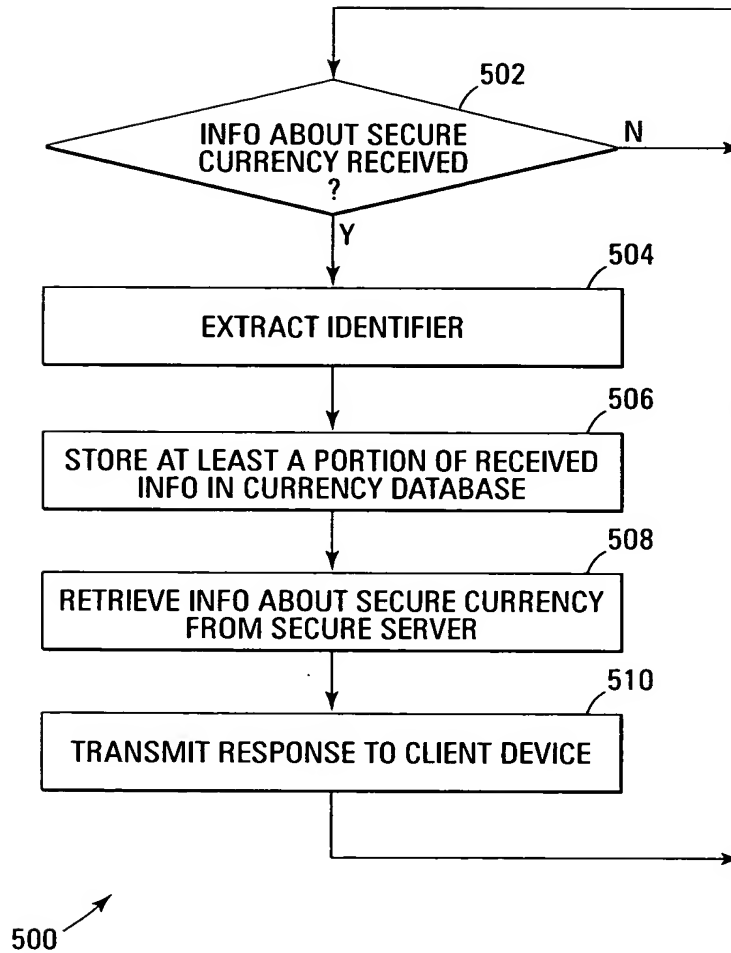 502
INFO ABOUT SECURE
CURRENCY RECEIVED
?
N
Y
504
EXTRACT IDENTIFIER
506
STORE AT LEAST A PORTION OF RECEIVED
INFO IN CURRENCY DATABASE
508
RETRIEVE INFO ABOUT SECURE CURRENCY
FROM SECURE SERVER
510
TRANSMIT RESPONSE TO CLIENT DEVICE
500